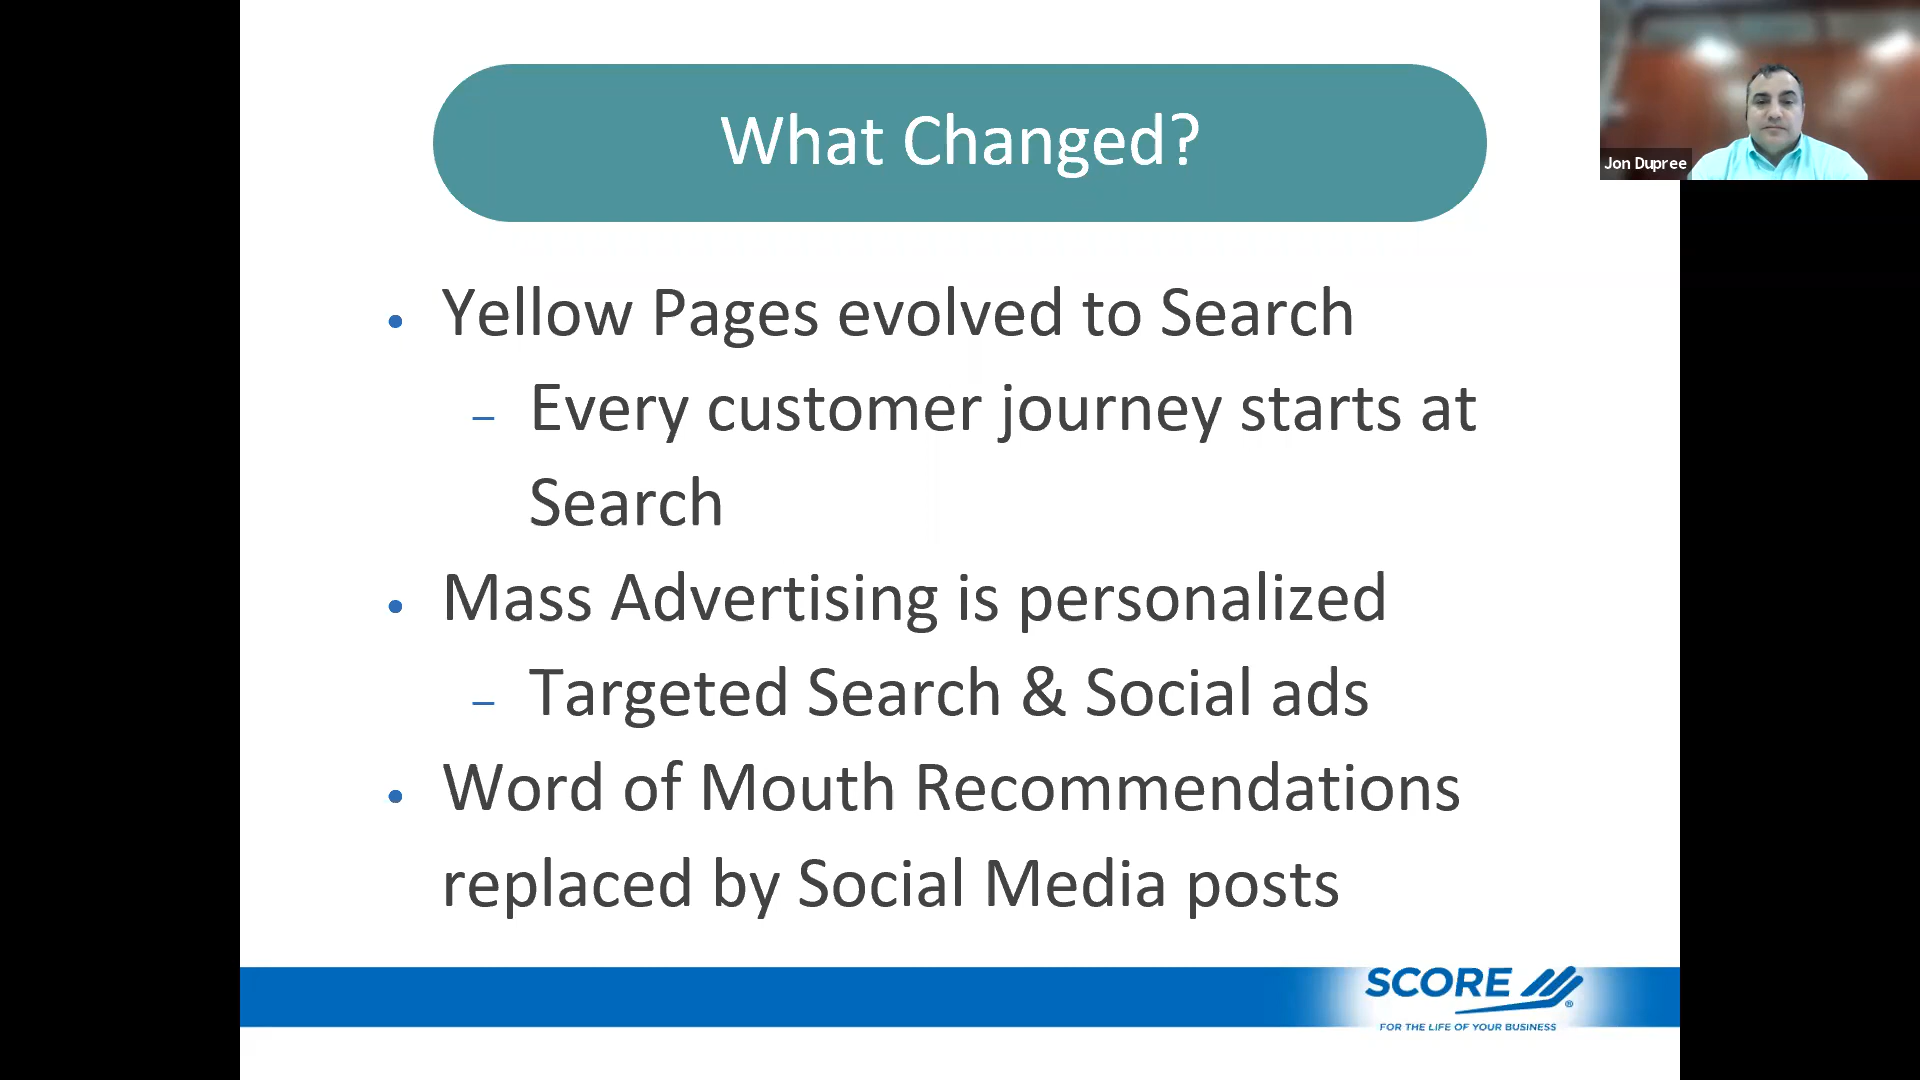 What Changed?
Jon Dupree
• Yellow Pages evolved to Search
– Every customer journey starts at
Search
• Mass Advertising is personalized
– Targeted Search & Social ads
• Word of Mouth Recommendations
replaced by Social Media posts
SCORE
®
FOR THE LIFE OF YOUR BUSINESS